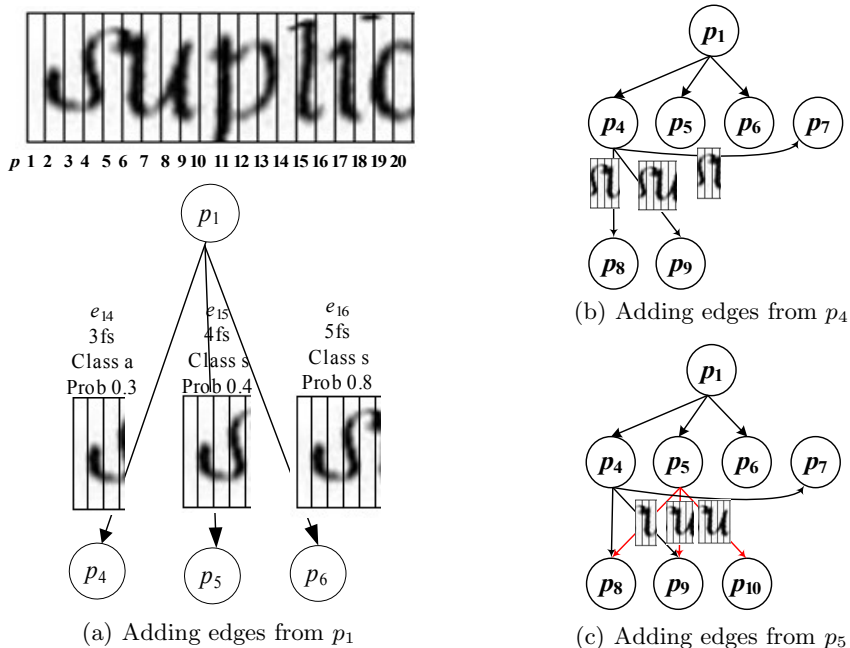 suplic
p 1 2 3 4 5 6 7 8 9 10 11 12 13 14 15 16 17 18 19 20
p1
e14 e15 e16
3fs 4fs 5fs
Class a Class s Class s
Prob 0.3 Prob 0.4 Prob 0.8
p4 p5 p6
(a) Adding edges from p1
p1
p4 p5 p6 p7
p8 p9
(b) Adding edges from p4
p1
p4 p5 p6 p7
p8 p9 p10
(c) Adding edges from p5